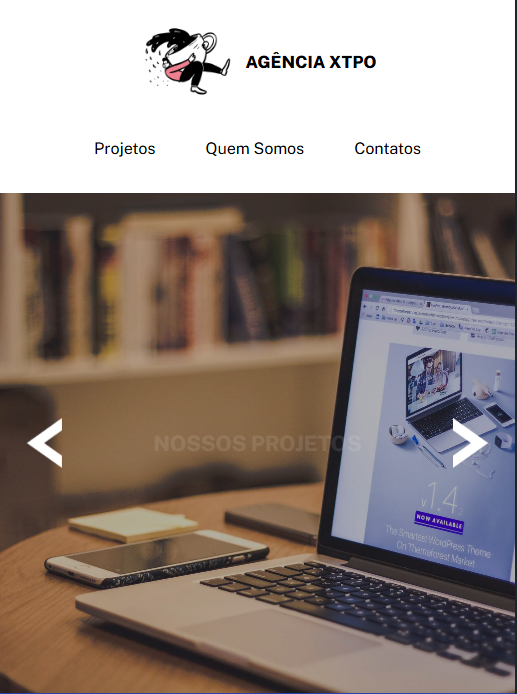 AGÊNCIA XTPO
Projetos
Quem Somos
Contatos
NOSSOS PROJETOS
v1.4
NOW AVAILABLE
The Smartest WordPress Theme
On Themeforest Market